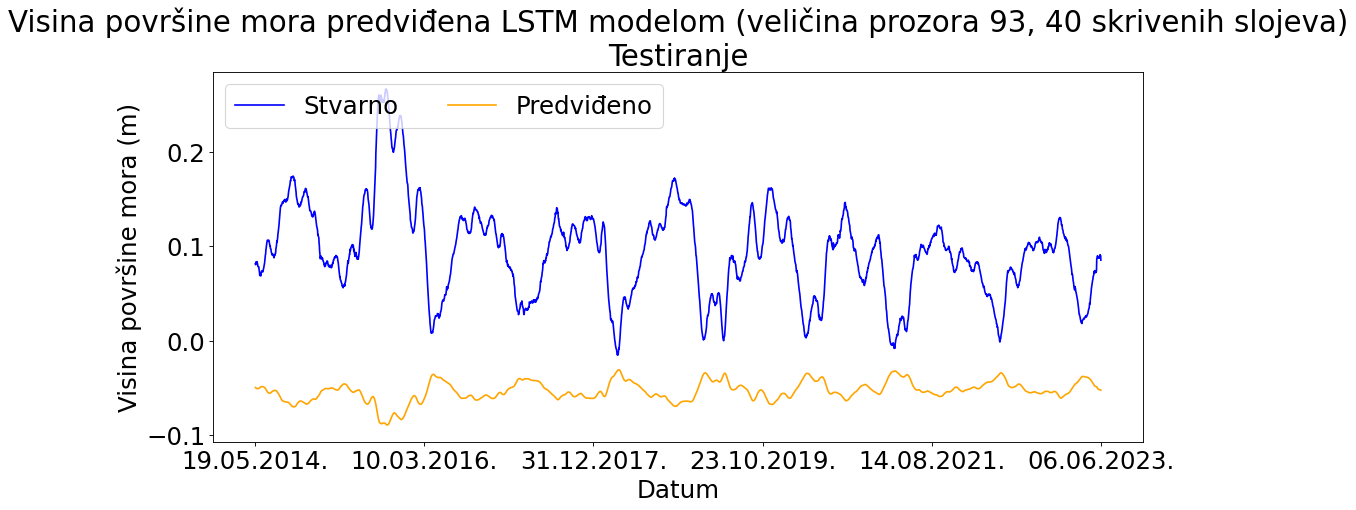 Visina površine mora predviđena LSTM modelom (veličina prozora 93, 40 skrivenih slojeva)
Testiranje
Stvarno
Predviđeno
Visina površine mora (m)
0.2
0.1
0.0
−0.1
19.05.2014.
10.03.2016.
31.12.2017.
23.10.2019.
14.08.2021.
06.06.2023.
Datum